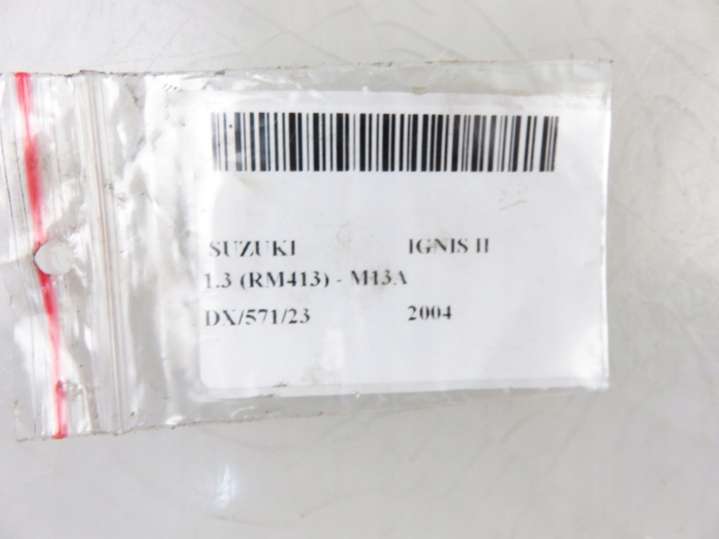 SUZUKI IGNIS II
1.3 (RM413) - M13A
DX/571/23 2004